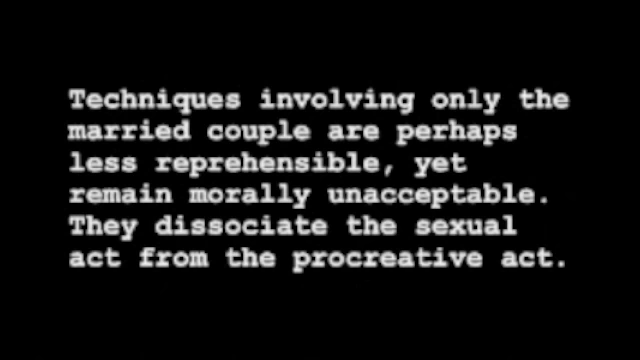 Techniques involving only the
married couple are perhaps
less reprehensible, yet
remain morally unacceptable.
They dissociate the sexual
act from the procreative act.